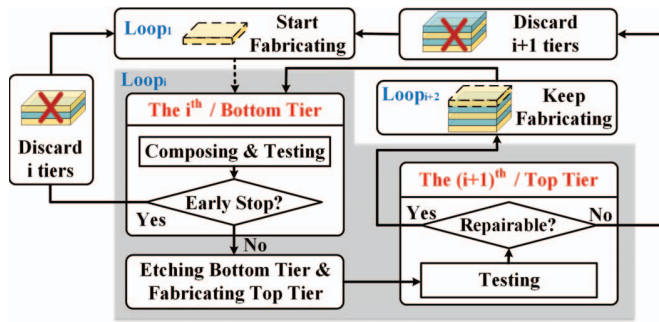 Loop1 Start Fabricating
Discard i+1 tiers
Loopi
Loopi+2 Keep Fabricating
Discard i tiers
The ith / Bottom Tier
Composing & Testing
Early Stop?
Yes
No
Etching Bottom Tier &
Fabricating Top Tier
The (i+1)th / Top Tier
Yes
Repairable?
No
Testing